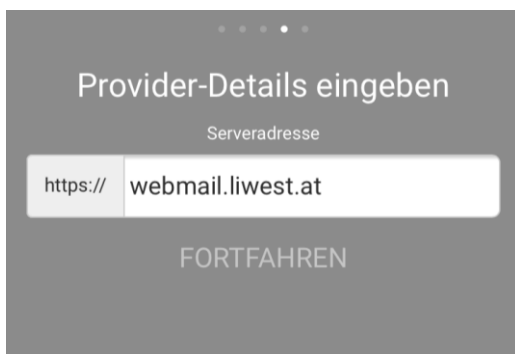 Provider-Details eingeben
Serveradresse
https:// webmail.liwest.at
FORTFAHREN